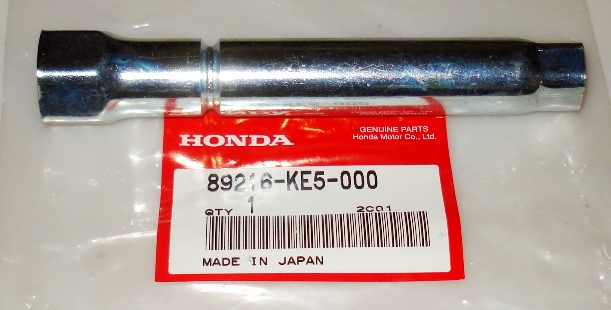 HONDA
GENUINE PARTS
Honda Motor Co., Ltd.
89216-KE5-000
QTY 1 2C01
MADE IN JAPAN